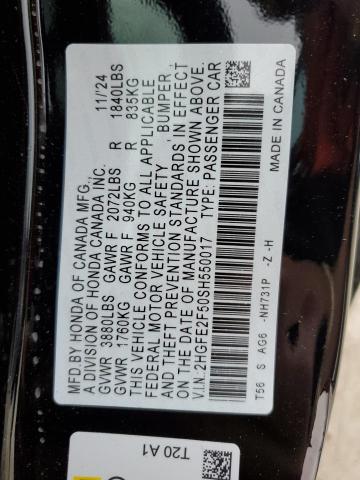 MFD.BY HONDA OF CANADA MFG. 11/'24
A DIVISION OF HONDA CANADA INC.
GVWR 3880LBS GAWR F 2072LBS R 1840LBS
GVWR 1760KG GAWR F 940KG R 835KG
THIS VEHICLE CONFORMS TO ALL APPLICABLE
FEDERAL MOTOR VEHICLE SAFETY BUMPER,
AND THEFT PREVENTION STANDARDS IN EFFECT
ON THE DATE OF MANUFACTURE SHOWN ABOVE.
V.I.N.:2HGFE2F50SH550017 TYPE: PASSENGER CAR
T56 S AG6 -NH731P -Z -H MADE IN CANADA
T20 A1